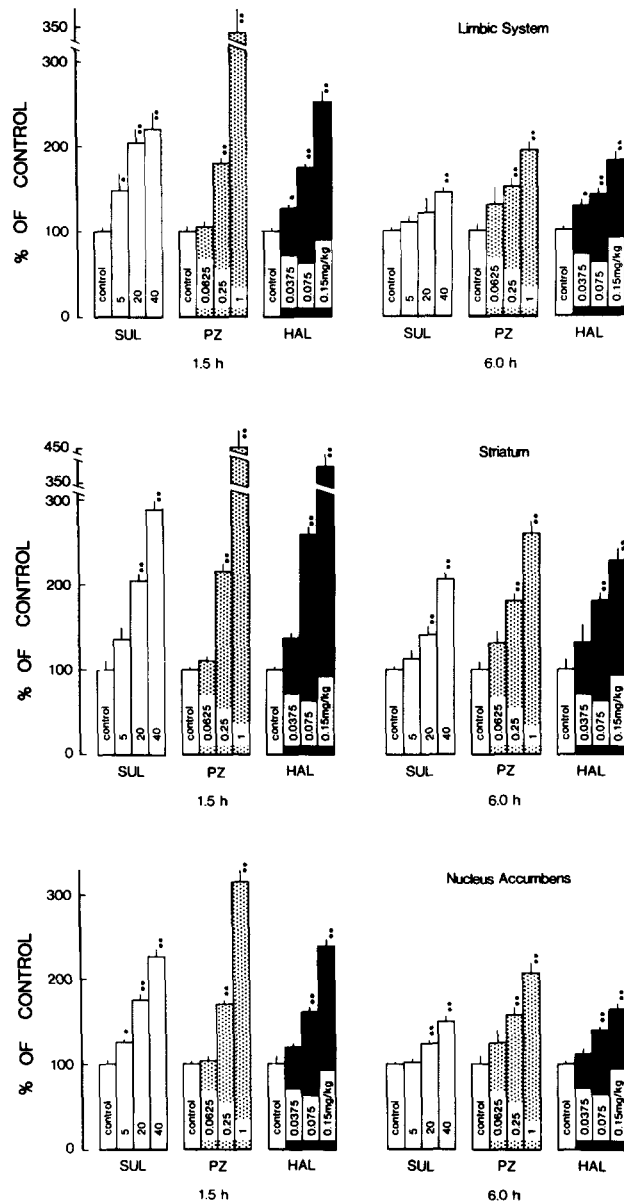 Limbic System
% OF CONTROL
350
300
200
100
0
control 5 20 40
control 0.0625 0.25 1
control 0.0375 0.075 0.15mg/kg
control 5 20 40
control 0.0625 0.25 1
control 0.0375 0.075 0.15mg/kg
SUL PZ HAL SUL PZ HAL
1.5 h 6.0 h
Striatum
% OF CONTROL
450
350
300
200
100
0
control 5 20 40
control 0.0625 0.25 1
control 0.0375 0.075 0.15mg/kg
control 5 20 40
control 0.0625 0.25 1
control 0.0375 0.075 0.15mg/kg
SUL PZ HAL SUL PZ HAL
1.5 h 6.0 h
Nucleus Accumbens
% OF CONTROL
300
200
100
0
control 5 20 40
control 0.0625 0.25 1
control 0.0375 0.075 0.15mg/kg
control 5 20 40
control 0.0625 0.25 1
control 0.0375 0.075 0.15mg/kg
SUL PZ HAL SUL PZ HAL
1.5 h 6.0 h